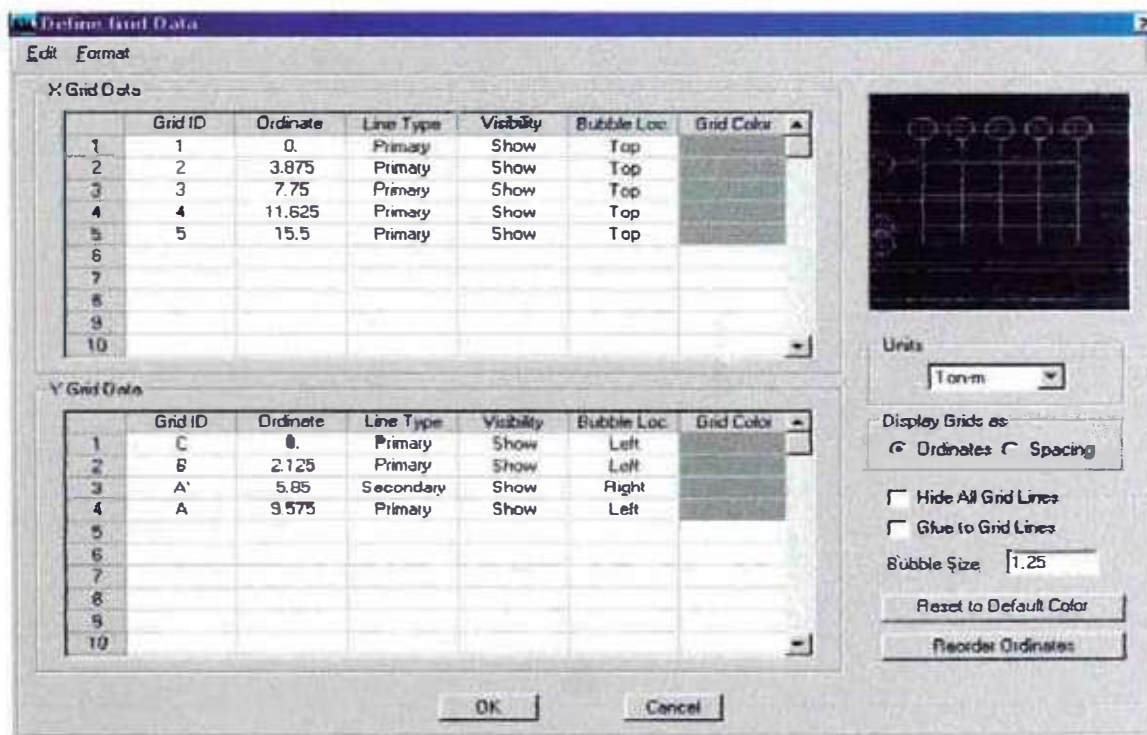 Define Grid Data
Edit Format
X Grid Data
Grid ID Ordinate Line Type Visibility Bubble Loc. Grid Color
1 1 0. Primary Show Top
2 2 3.875 Primary Show Top
3 3 7.75 Primary Show Top
4 4 11.625 Primary Show Top
5 5 15.5 Primary Show Top
6
7
8
9
10
Units
Ton-m
Y Grid Data
Grid ID Ordinate Line Type Visibility Bubble Loc. Grid Color
1 C 0. Primary Show Left
2 B 2.125 Primary Show Left
3 A' 5.85 Secondary Show Right
4 A 9.575 Primary Show Left
5
6
7
8
9
10
Display Grids as
Ordinates Spacing
Hide All Grid Lines
Glue to Grid Lines
Bubble Size 1.25
Reset to Default Color
Reorder Ordinates
OK Cancel